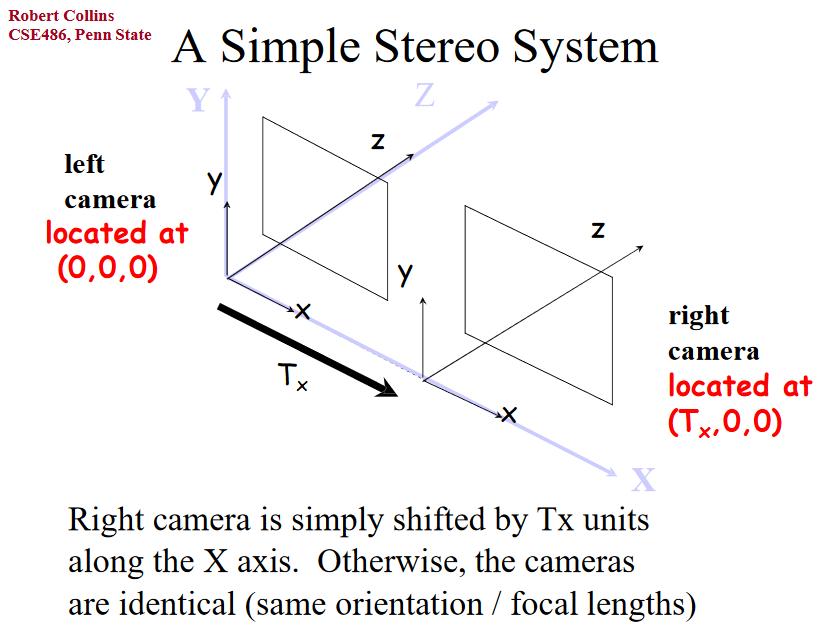 Robert Collins
CSE486, Penn State
A Simple Stereo System
Y
Z
z
left
camera
located at
(0,0,0)
y
z
y
x
Tx
right
camera
located at
(Tx,0,0)
x
X
Right camera is simply shifted by Tx units
along the X axis.  Otherwise, the cameras
are identical (same orientation / focal lengths)